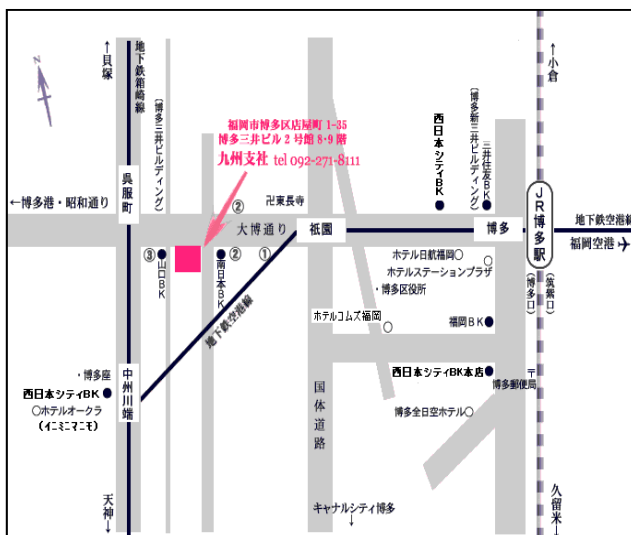 ←貝塚
地下鉄箱崎線
(博多三井ビルディング)
福岡市博多区店屋町 1-35
博多三井ビル 2 号館 8・9 階
九州支社 tel 092-271-8111
西日本シティBK
(博多新三井ビルディング)
三井住友BK
←小倉
呉服町
←博多港・昭和通り
②
卍東長寺
大博通り
祇園
博多
JR博多駅
地下鉄空港線
福岡空港
③
山口BK
南日本BK
②
①
地下鉄空港線
ホテル日航福岡○
ホテルステーションプラザ
・博多区役所
(博多口)
(筑紫口)
ホテルコムズ福岡
福岡BK
中州川端
・博多座
西日本シティBK
○ホテルオークラ
(イニミニマニモ)
国体道路
西日本シティBK本店
〒
博多郵便局
博多全日空ホテル○
天神→
キャナルシティ博多
↓
久留米→